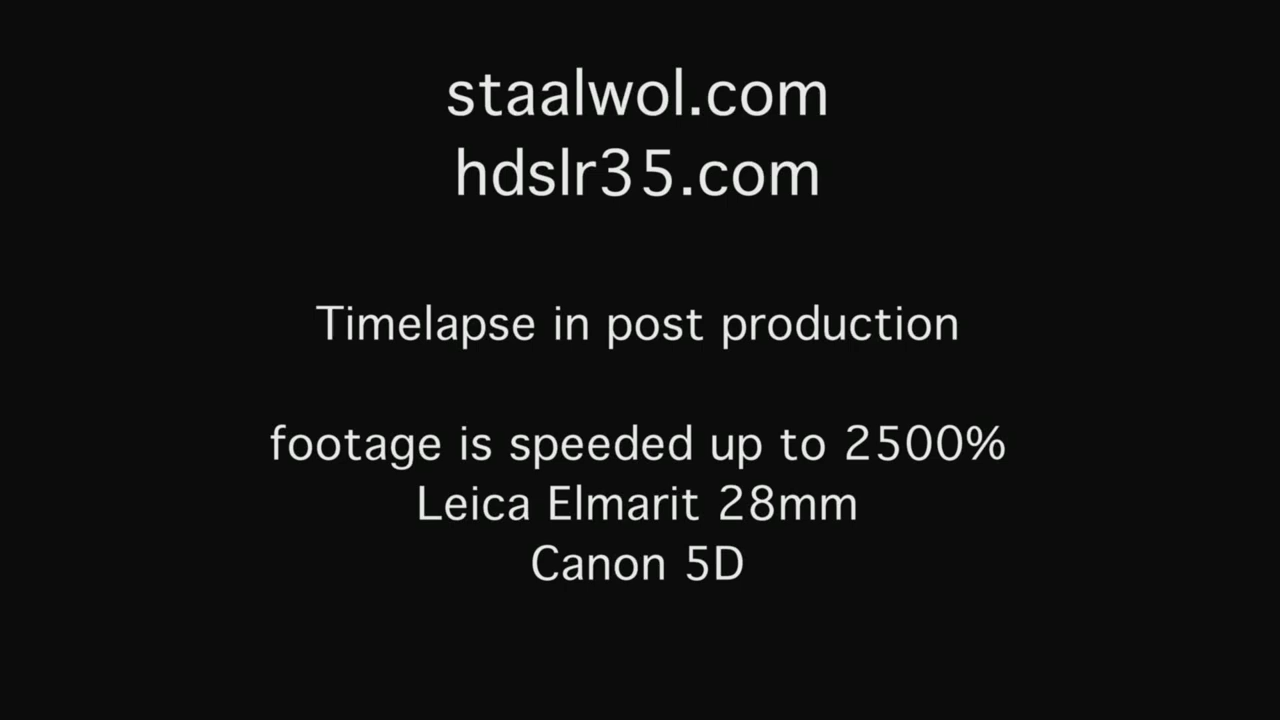 staalwol.com
hdslr35.com
Timelapse in post production
footage is speeded up to 2500%
Leica Elmarit 28mm
Canon 5D